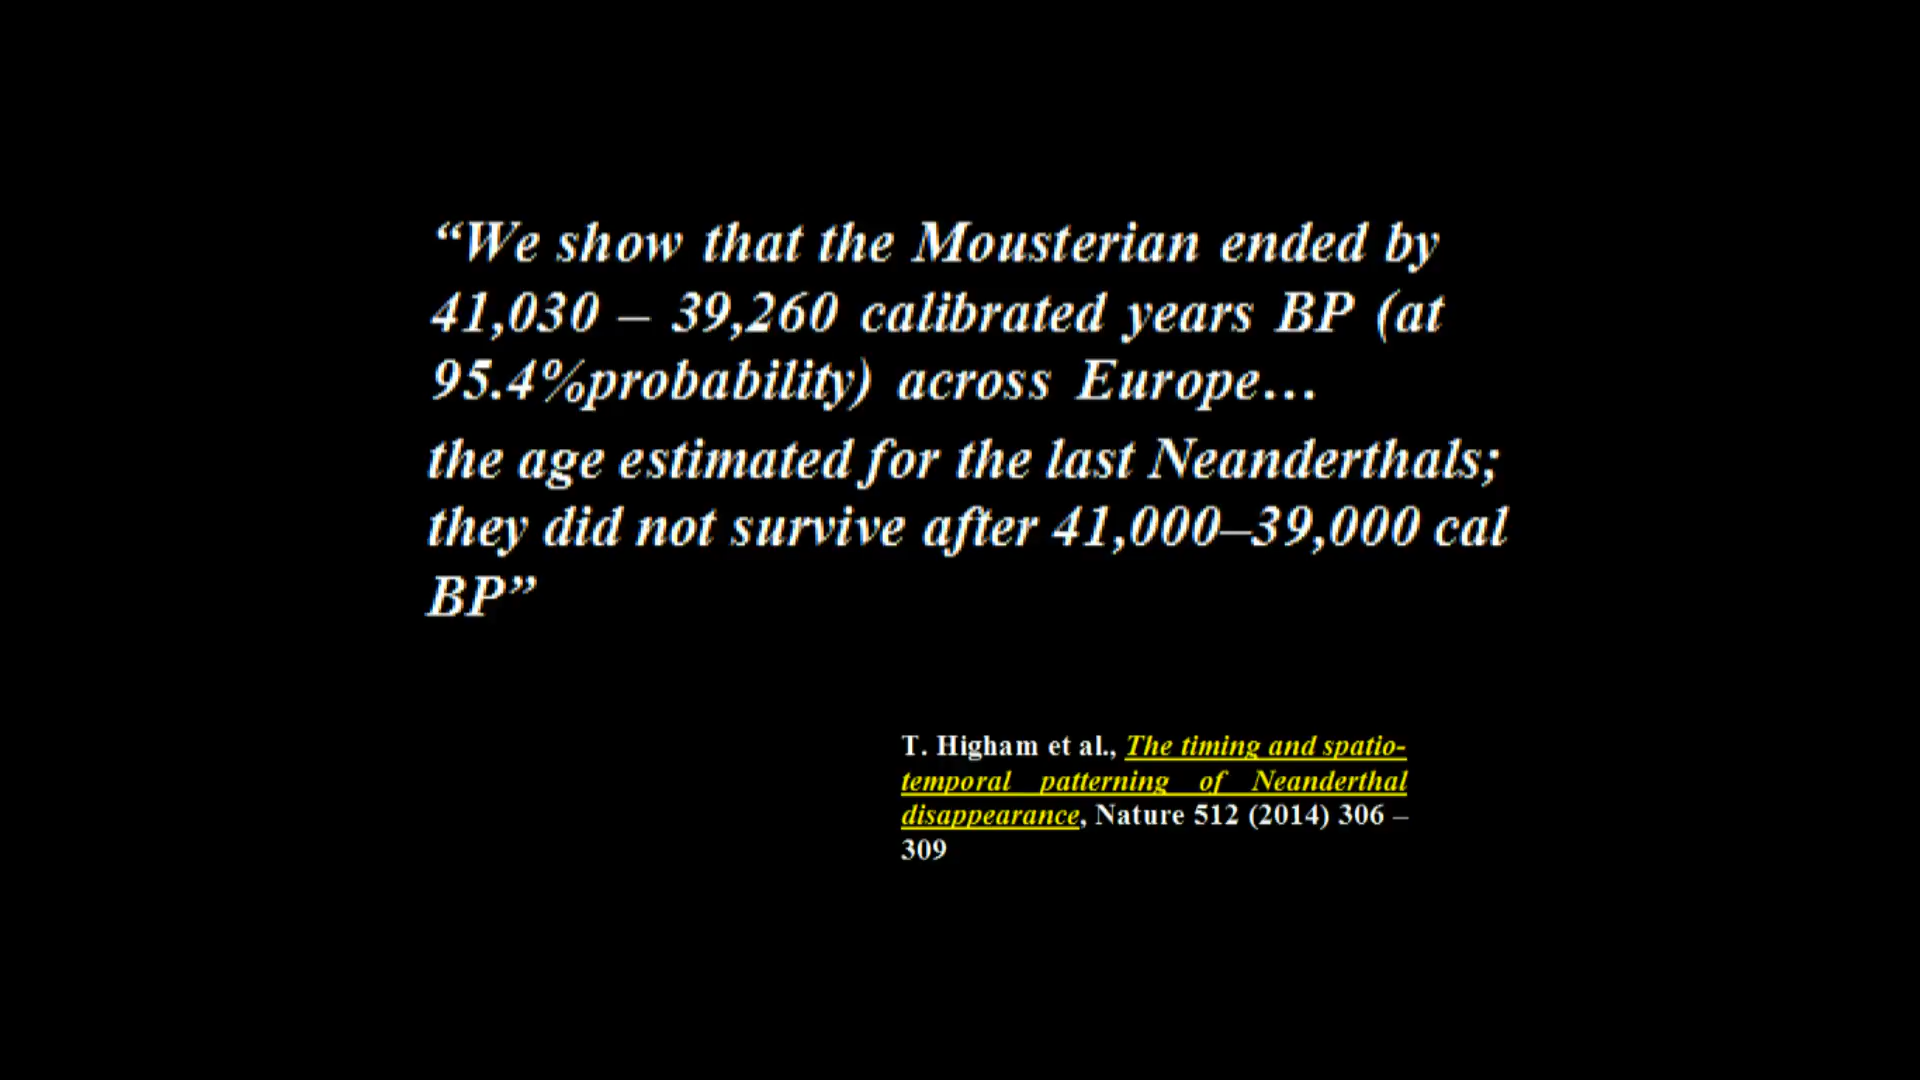 “We show that the Mousterian ended by
41,030 – 39,260 calibrated years BP (at
95.4%probability) across Europe...
the age estimated for the last Neanderthals;
they did not survive after 41,000–39,000 cal
BP”
T. Higham et al., The timing and spatio-
temporal patterning of Neanderthal
disappearance, Nature 512 (2014) 306 –
309